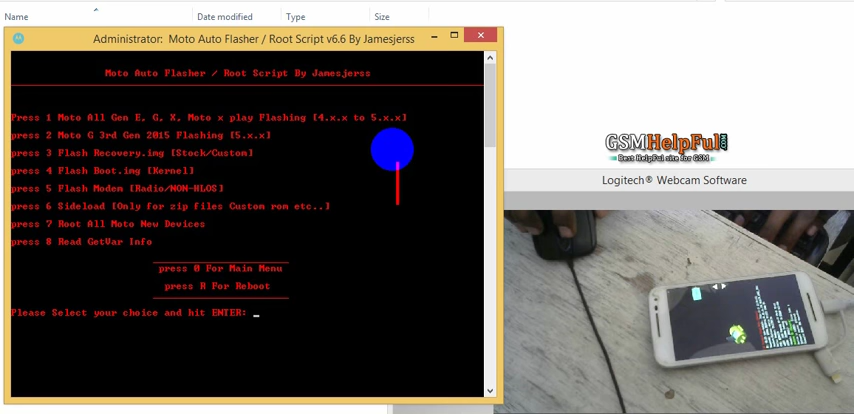 Name Date modified Type Size
Administrator: Moto Auto Flasher / Root Script v6.6 By Jamesjerss
Moto Auto Flasher / Root Script By Jamesjerss
Press 1 Moto All Gen E, G, X, Moto x play Flashing [4.x.x to 5.x.x]
press 2 Moto G 3rd Gen 2015 Flashing [5.x.x]
press 3 Flash Recovery.img [Stock/Custom]
press 4 Flash Boot.img [Kernel]
press 5 Flash Modem [Radio/NON-HLOS]
press 6 Sideload [Only for zip files Custom rom etc..]
press 7 Root All Moto New Devices
press 8 Read GetVar Info
press 0 For Main Menu
press R For Reboot
Please Select your choice and hit ENTER: _
GSMHelpFul.COM
Best HelpFul site for GSM
Logitech® Webcam Software